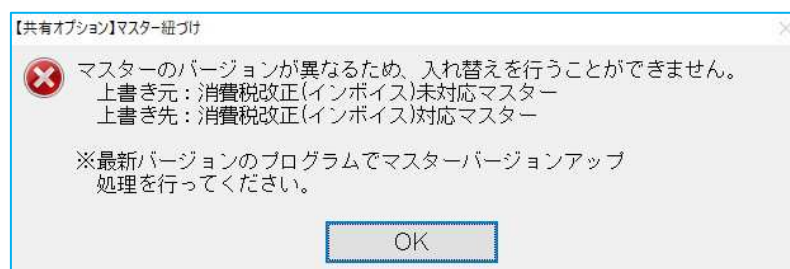 【共有オプション】マスター紐づけ
マスターのバージョンが異なるため、入れ替えを行うことができません。
上書き元：消費税改正(インボイス)未対応マスター
上書き先：消費税改正(インボイス)対応マスター
※最新バージョンのプログラムでマスターバージョンアップ
処理を行ってください。
OK